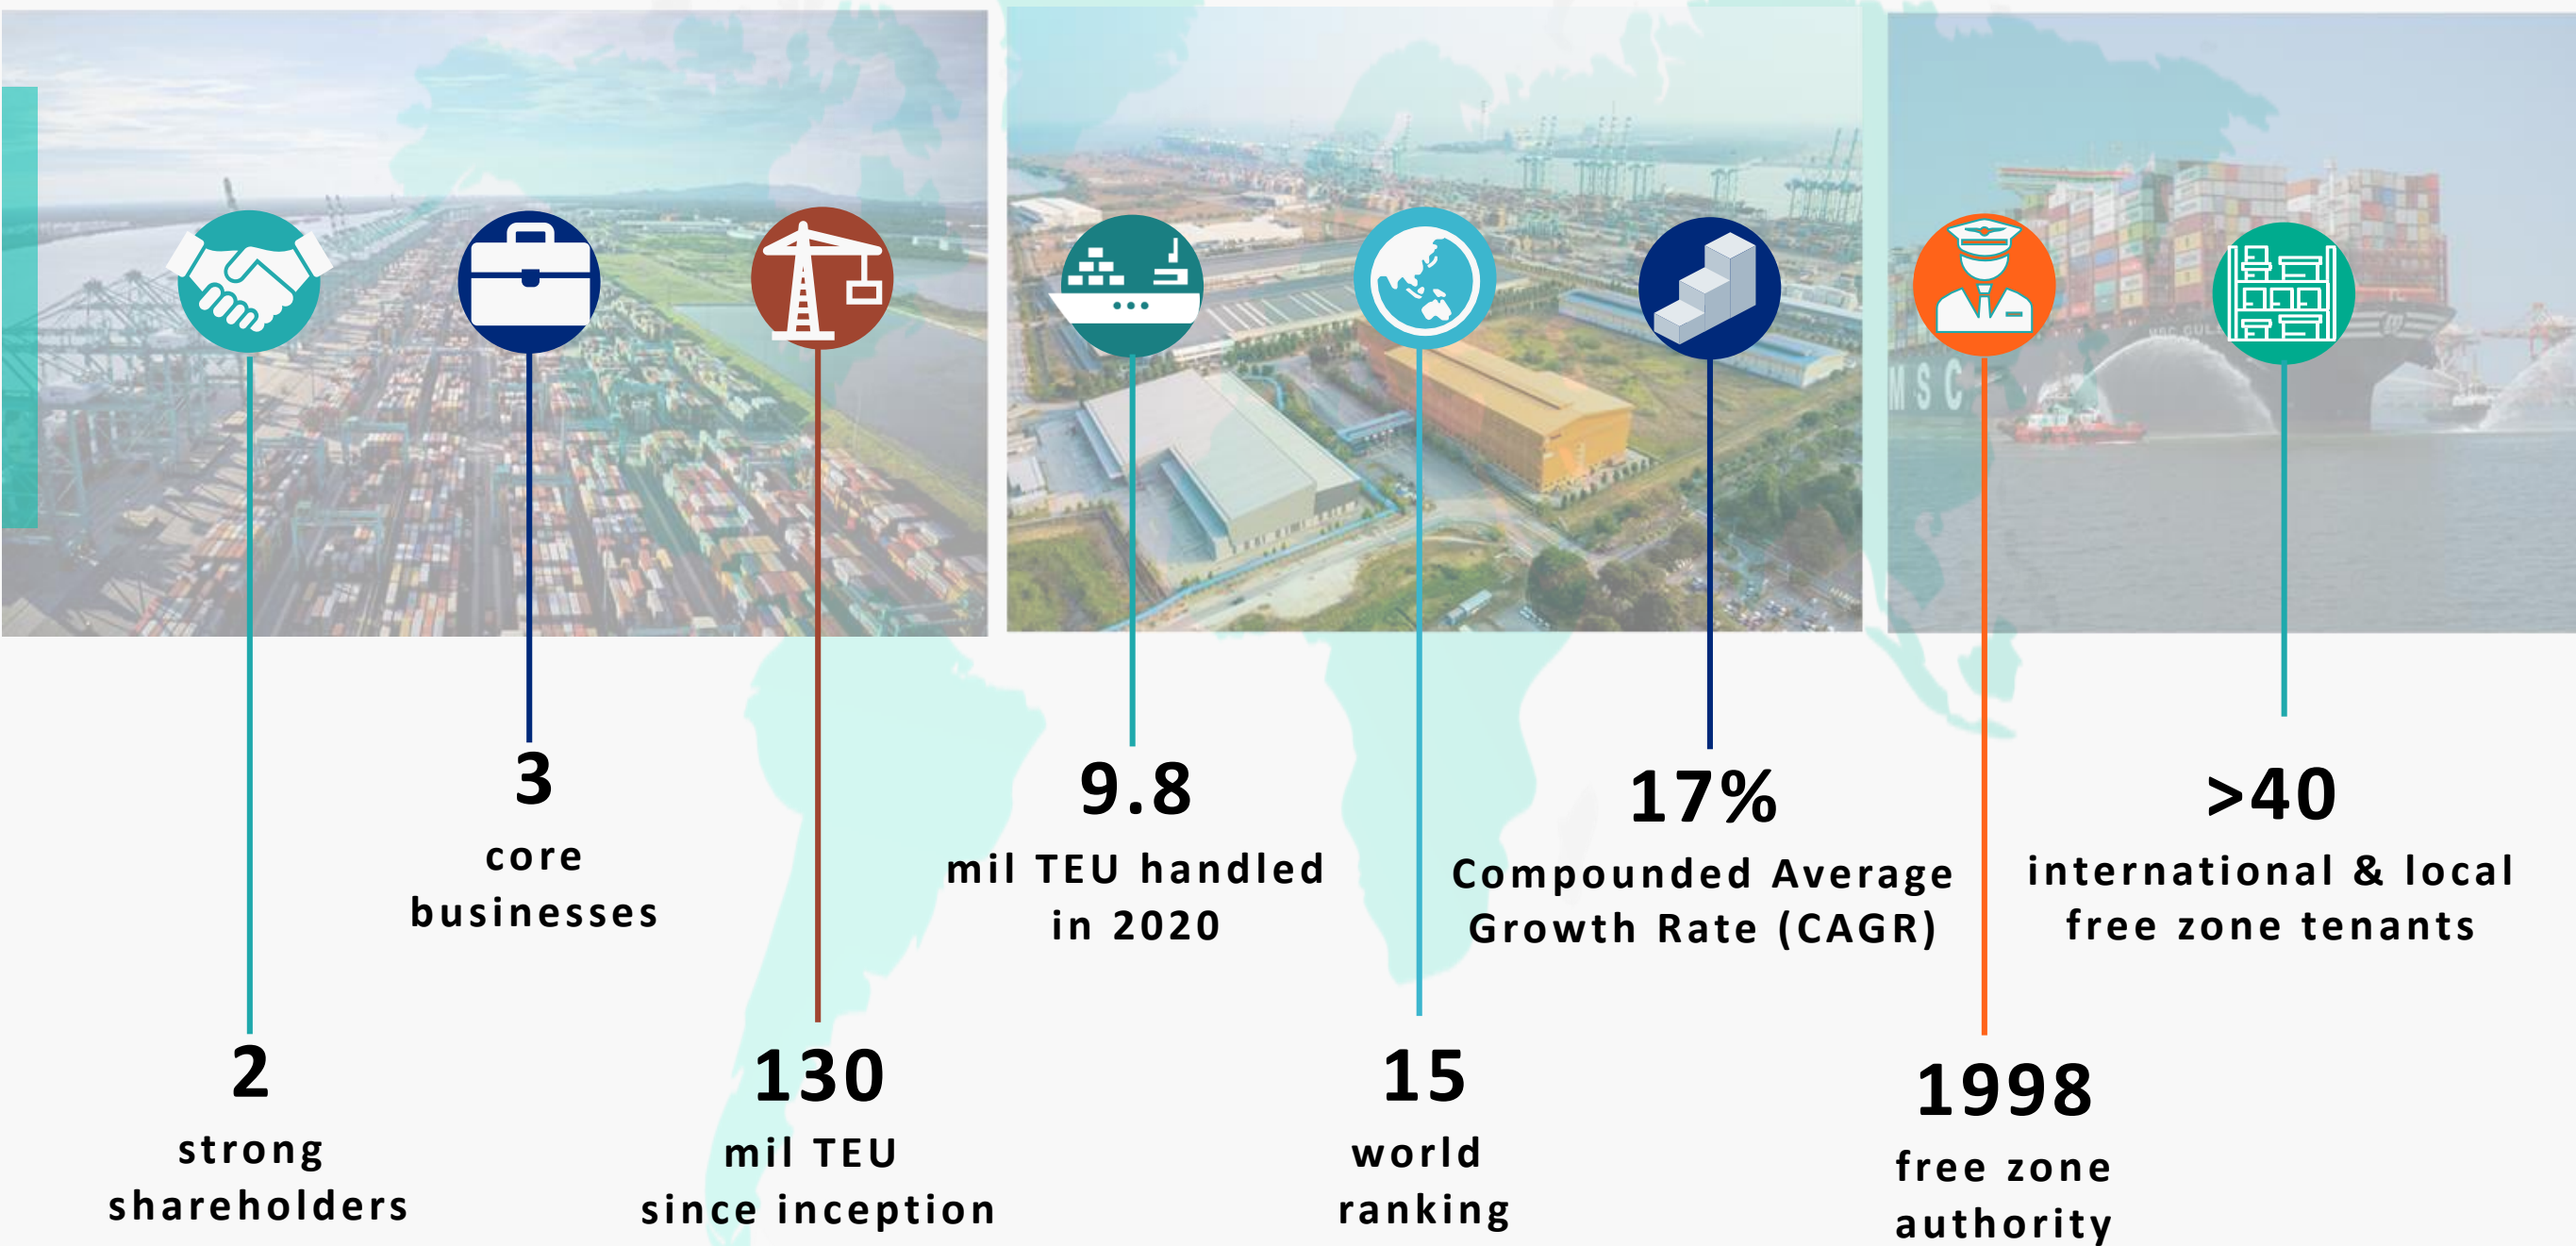 2
strong
shareholders
3
core
businesses
130
mil TEU
since inception
9.8
mil TEU handled
in 2020
15
world
ranking
17%
Compounded Average
Growth Rate (CAGR)
1998
free zone
authority
>40
international & local
free zone tenants
MSC